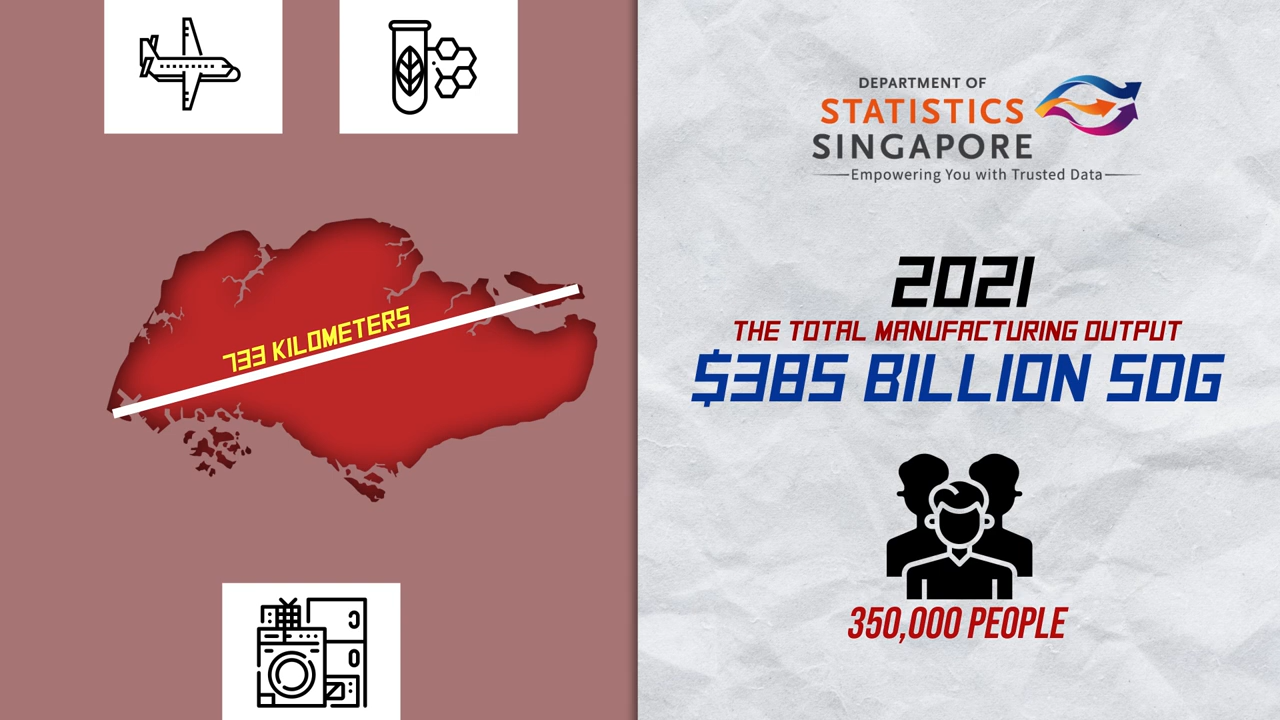 733 KILOMETERS
DEPARTMENT OF
STATISTICS
SINGAPORE
Empowering You with Trusted Data
2021
THE TOTAL MANUFACTURING OUTPUT
$385 BILLION SDG
350,000 PEOPLE